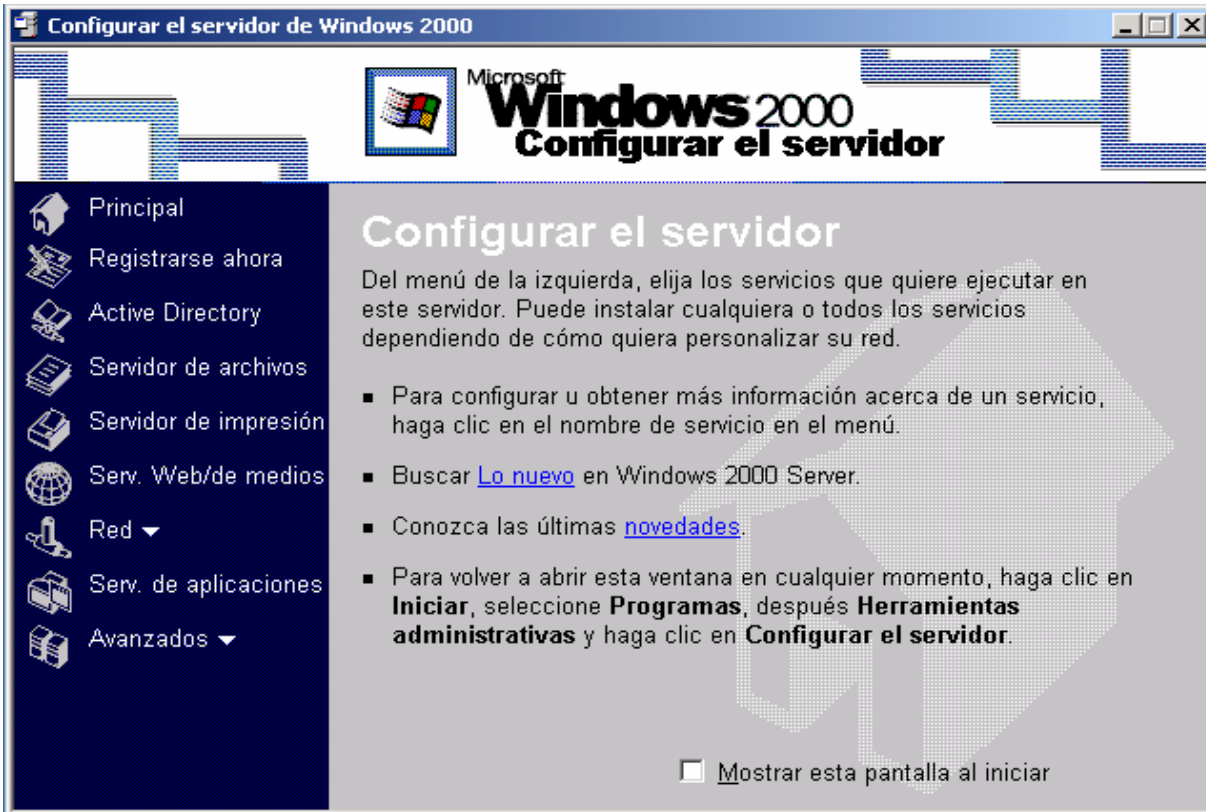 Configurar el servidor de Windows 2000
Microsoft
Windows 2000
Configurar el servidor
Principal
Registrarse ahora
Active Directory
Servidor de archivos
Servidor de impresión
Serv. Web/de medios
Red
Serv. de aplicaciones
Avanzados
Configurar el servidor
Del menú de la izquierda, elija los servicios que quiere ejecutar en
este servidor. Puede instalar cualquiera o todos los servicios
dependiendo de cómo quiera personalizar su red.
Para configurar u obtener más información acerca de un servicio,
haga clic en el nombre de servicio en el menú.
Buscar Lo nuevo en Windows 2000 Server.
Conozca las últimas novedades.
Para volver a abrir esta ventana en cualquier momento, haga clic en
Iniciar, seleccione Programas, después Herramientas
administrativas y haga clic en Configurar el servidor.
Mostrar esta pantalla al iniciar